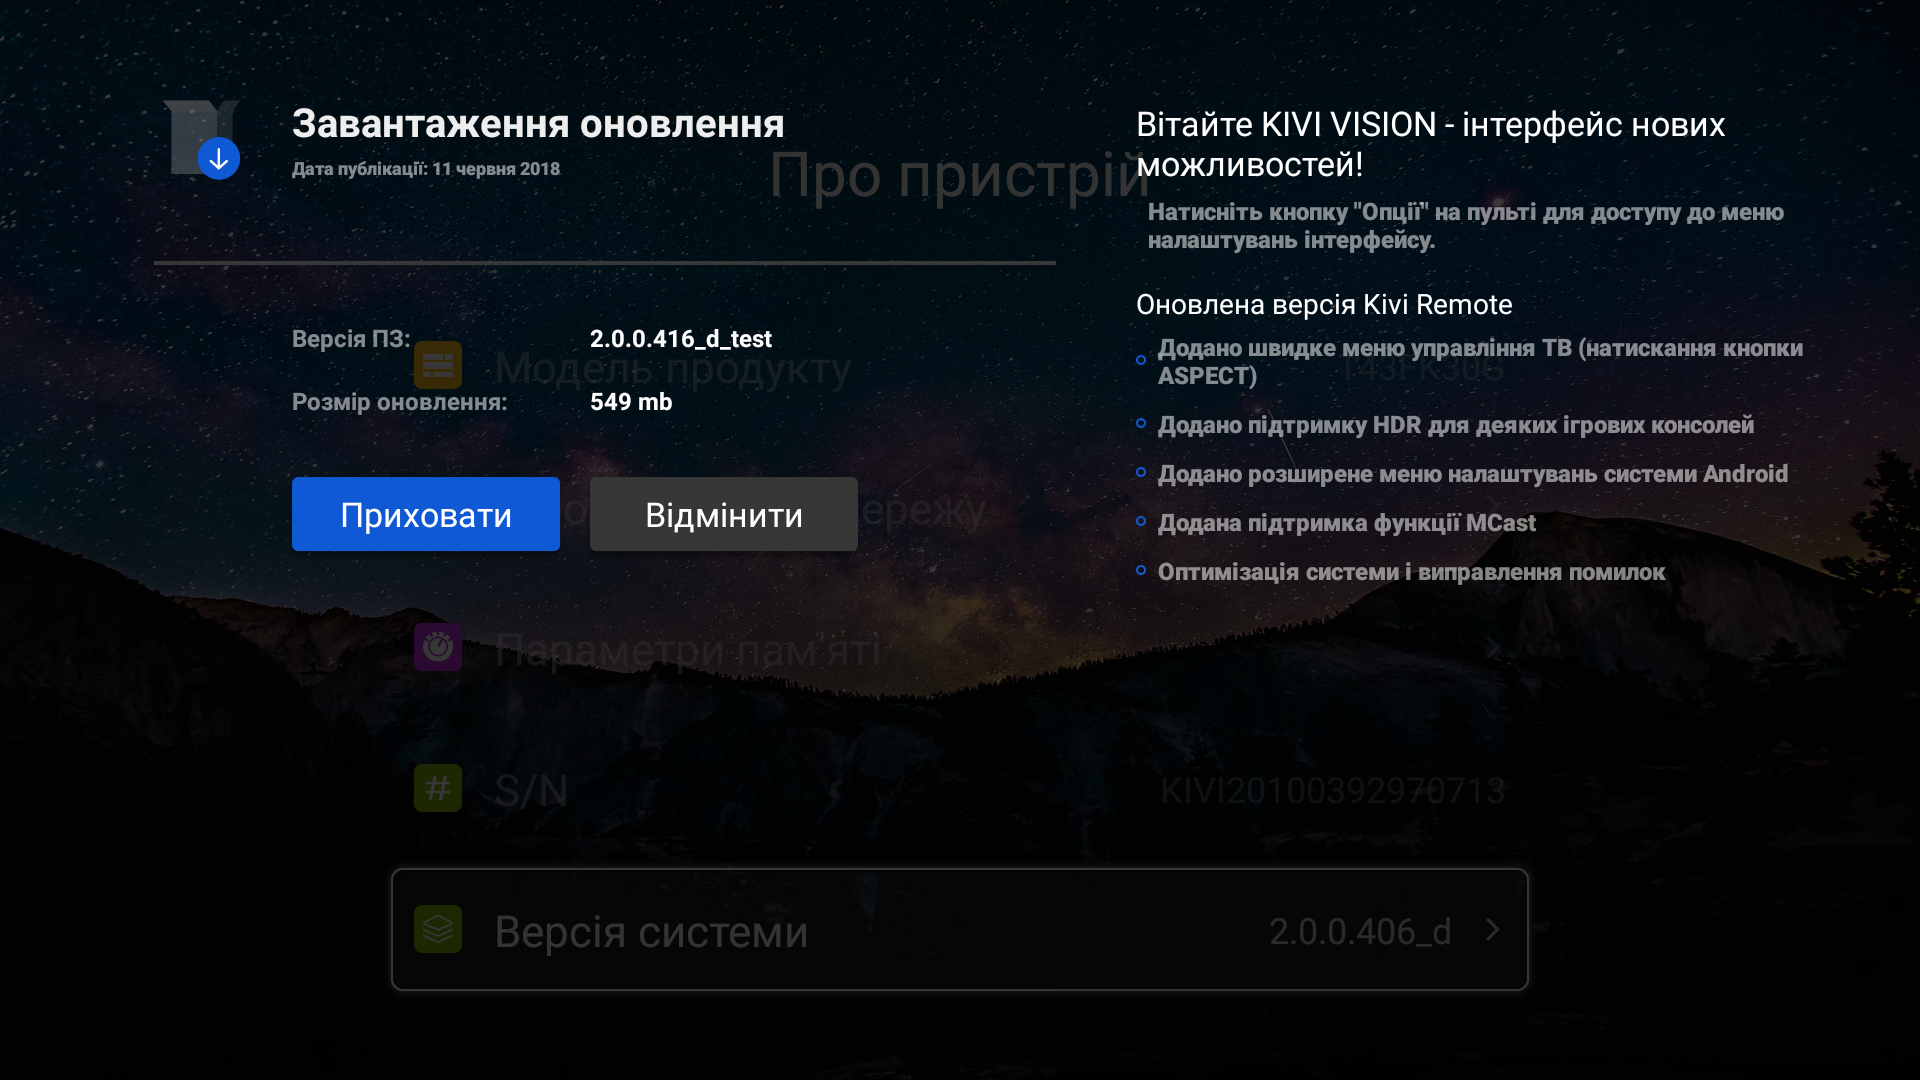 Завантаження оновлення
Дата публікації: 11 червня 2018
Про пристрій
Версія ПЗ: 2.0.0.416_d_test
Модель продукту
Розмір оновлення: 549 mb
Приховати Відмінити
Вітайте KIVI VISION - інтерфейс нових
можливостей!
Натисніть кнопку "Опції" на пульті для доступу до меню
налаштувань інтерфейсу.
Оновлена версія Kivi Remote
Додано швидке меню управління ТВ (натискання кнопки
ASPECT)
Додано підтримку HDR для деяких ігрових консолей
Додано розширене меню налаштувань системи Android
Додана підтримка функції MCast
Оптимізація системи і виправлення помилок
Параметри пам'яті
S/N KIVI20100392970713
Версія системи 2.0.0.406_d